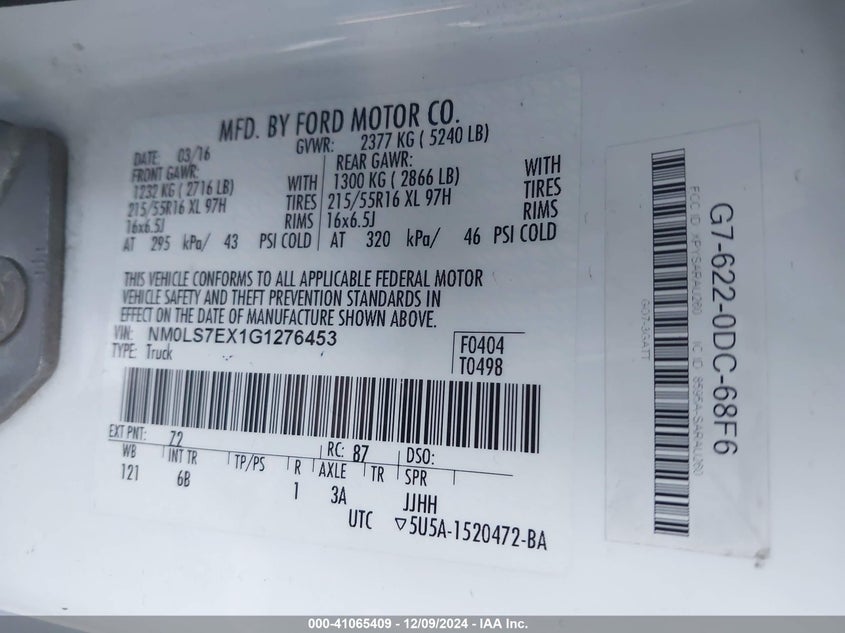 MFD. BY FORD MOTOR CO.
DATE: 03/16 GVWR: 2377 KG ( 5240 LB)
FRONT GAWR: REAR GAWR:
1232 KG ( 2716 LB) WITH 1300 KG ( 2866 LB) WITH
215/55R16 XL 97H TIRES 215/55R16 XL 97H TIRES
16x6.5J RIMS 16x6.5J RIMS
AT 295 kPa/ 43 PSI COLD AT 320 kPa/ 46 PSI COLD
THIS VEHICLE CONFORMS TO ALL APPLICABLE FEDERAL MOTOR
VEHICLE SAFETY AND THEFT PREVENTION STANDARDS IN
EFFECT ON THE DATE OF MANUFACTURE SHOWN ABOVE.
VIN: NM0LS7EX1G1276453
TYPE: Truck
F0404
T0498
EXT PNT: 72 RC: 87 DSO:
WB INT TR TP/PS R AXLE TR SPR
121 6B 1 3A JJHH
UTC ▽5U5A-1520472-BA
G7-622-0DC-68F6
G07-3GATT
FCC ID:
IC ID:
000-41065409 - 12/09/2024 - IAA Inc.